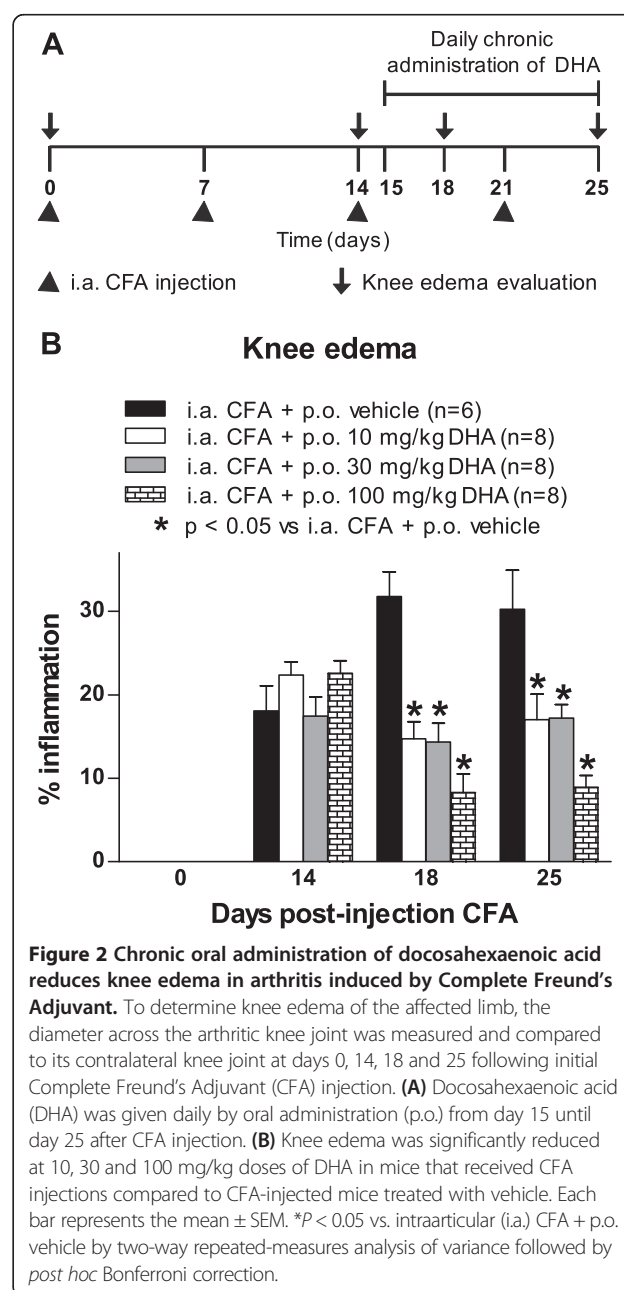 A
Daily chronic
administration of DHA
0 7 14 15 18 21 25
Time (days)
i.a. CFA injection Knee edema evaluation
B
Knee edema
i.a. CFA + p.o. vehicle (n=6)
i.a. CFA + p.o. 10 mg/kg DHA (n=8)
i.a. CFA + p.o. 30 mg/kg DHA (n=8)
i.a. CFA + p.o. 100 mg/kg DHA (n=8)
* p < 0.05 vs i.a. CFA + p.o. vehicle
% inflammation
30
20
10
0
* * *
* * *
0 14 18 25
Days post-injection CFA
Figure 2 Chronic oral administration of docosahexaenoic acid
reduces knee edema in arthritis induced by Complete Freund's
Adjuvant. To determine knee edema of the affected limb, the
diameter across the arthritic knee joint was measured and compared
to its contralateral knee joint at days 0, 14, 18 and 25 following initial
Complete Freund's Adjuvant (CFA) injection. (A) Docosahexaenoic acid
(DHA) was given daily by oral administration (p.o.) from day 15 until
day 25 after CFA injection. (B) Knee edema was significantly reduced
at 10, 30 and 100 mg/kg doses of DHA in mice that received CFA
injections compared to CFA-injected mice treated with vehicle. Each
bar represents the mean ± SEM. *P < 0.05 vs. intraarticular (i.a.) CFA + p.o.
vehicle by two-way repeated-measures analysis of variance followed by
post hoc Bonferroni correction.